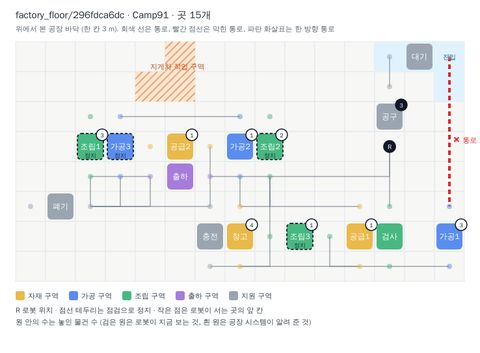 factory_floor/296fdca6dc · Camp91 · 곳 15개
위에서 본 공장 바닥 (한 칸 3 m). 회색 선은 통로, 빨간 점선은 막힌 통로, 파란 화살표는 한 방향 통로
대기
진입
지게차 작업 구역
공구
3
통로
조립1
3
정지
가공3
정지
공급2
1
가공2
1
조립2
2
정지
R
출하
폐기
충전
창고
4
조립3
1
정지
공급1
1
검사
가공1
3
자재 구역
가공 구역
조립 구역
출하 구역
지원 구역
R 로봇 위치 · 점선 테두리는 점검으로 정지 · 작은 점은 로봇이 서는 곳의 앞 칸
원 안의 수는 놓인 물건 수 (검은 원은 로봇이 지금 보는 것, 흰 원은 공장 시스템이 알려 준 것)